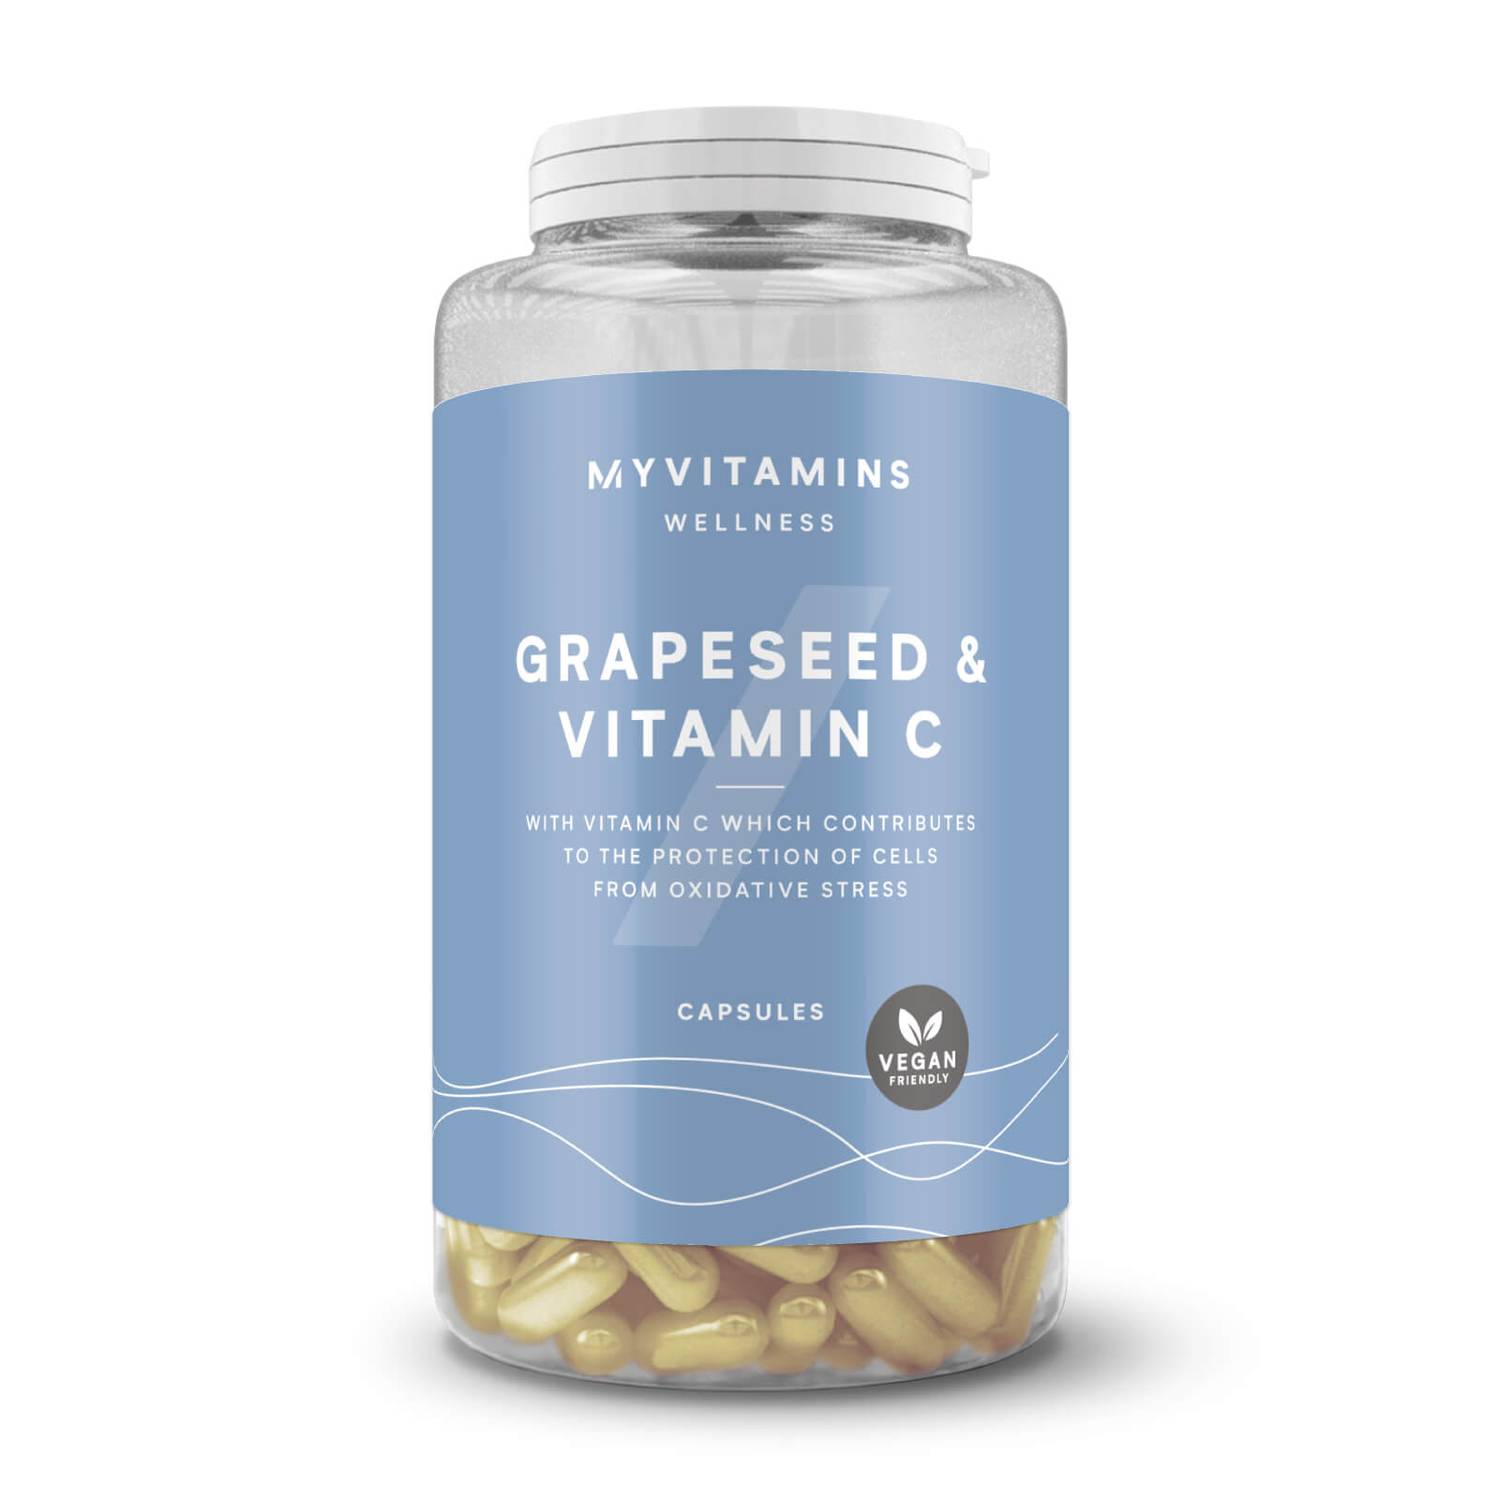 MYVITAMINS
WELLNESS
GRAPESEED &
VITAMIN C
WITH VITAMIN C WHICH CONTRIBUTES
TO THE PROTECTION OF CELLS
FROM OXIDATIVE STRESS
CAPSULES
VEGAN
FRIENDLY